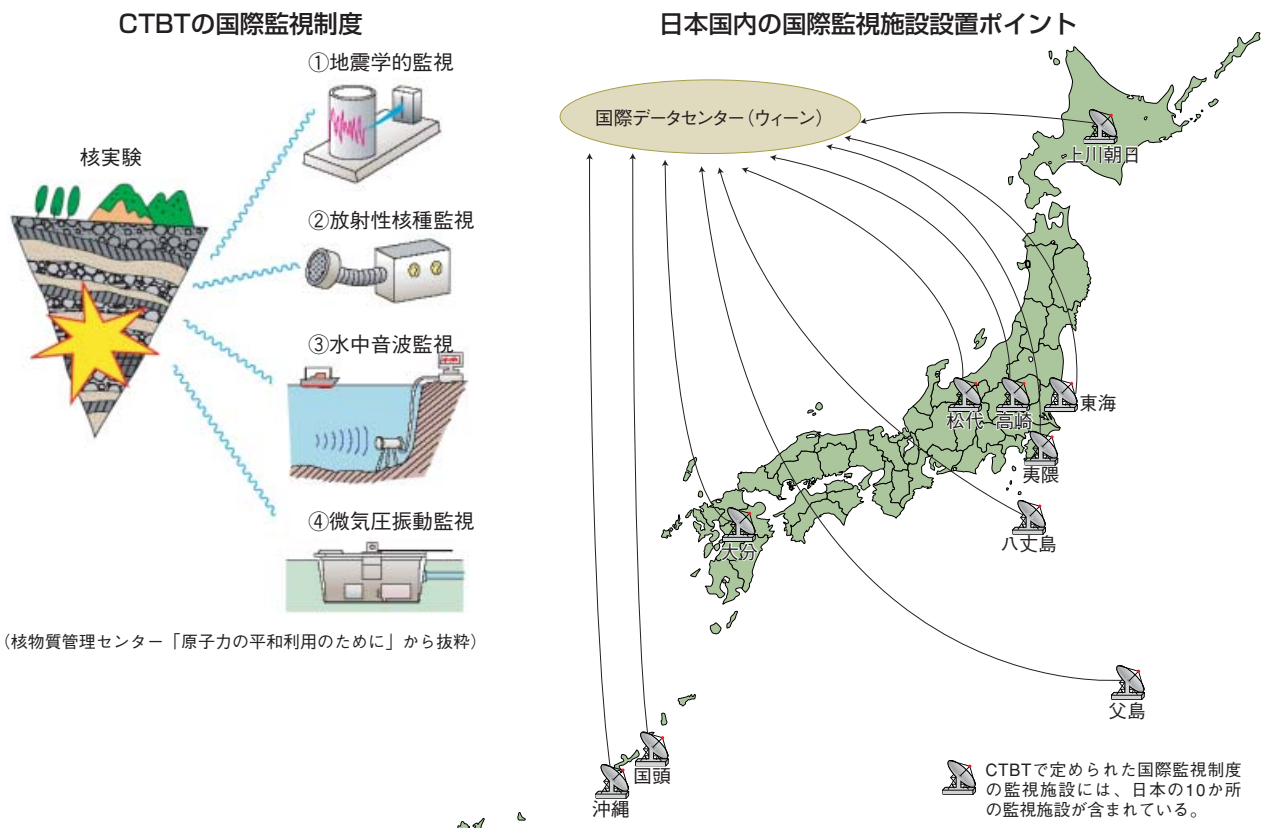 CTBTの国際監視制度
①地震学的監視
核実験
②放射性核種監視
③水中音波監視
④微気圧振動監視
（核物質管理センター「原子力の平和利用のために」から抜粋）
日本国内の国際監視施設設置ポイント
国際データセンター（ウィーン）
上川朝日
松代
高崎
東海
夷隅
八丈島
大分
父島
国頭
沖縄
CTBTで定められた国際監視制度
の監視施設には、日本の10か所
の監視施設が含まれている。